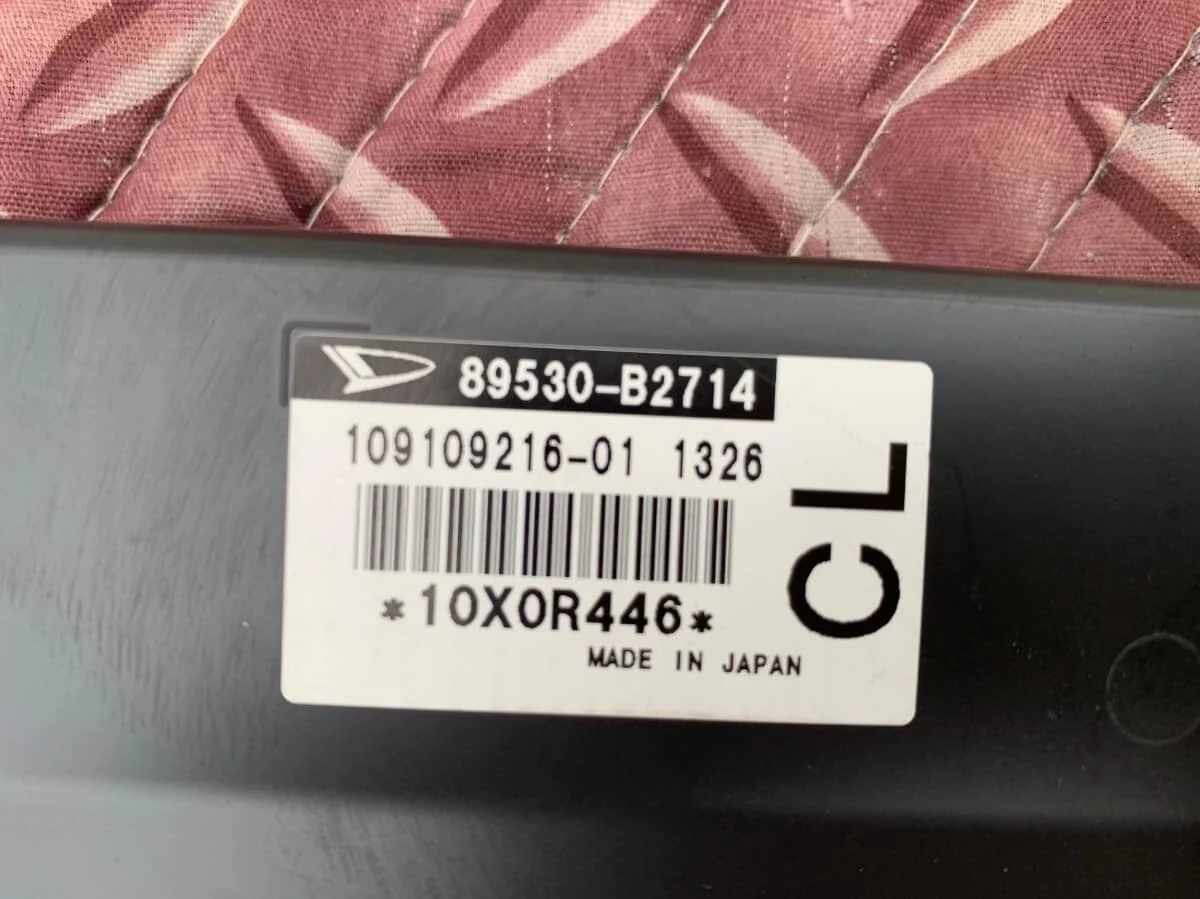 89530-B2714
109109216-01 1326
*10X0R446*
MADE IN JAPAN
CL